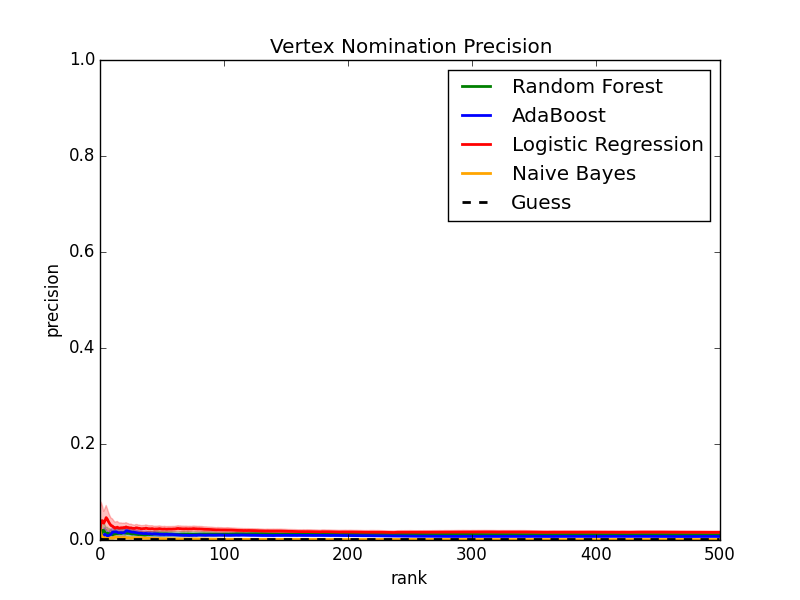 Vertex Nomination Precision
1.0
0.8
0.6
0.4
0.2
0.0
precision
Random Forest
AdaBoost
Logistic Regression
Naive Bayes
Guess
0 100 200 300 400 500
rank